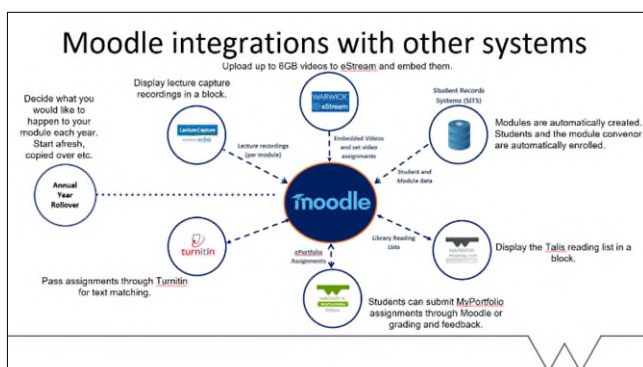 Moodle integrations with other systems
Upload up to 6GB videos to eStream and embed them.
Display lecture capture
recordings in a block.
Decide what you
would like to
happen to your
module each year.
Start afresh,
copied over etc.
WARWICK
eStream
Student Records
Systems (SITS)
Modules are automatically created.
Students and the module convenor
are automatically enrolled.
LectureCapture
Lecture recordings
(per module)
Embedded Videos
and set video
assignments
Student and
Module data
Annual
Year
Rollover
moodle
turnitin
Pass assignments through Turnitin
for text matching.
ePortfolio
Assignments
Library Reading
Lists
Display the Talis reading list in a
block.
Students can submit MyPortfolio
assignments through Moodle or
grading and feedback.